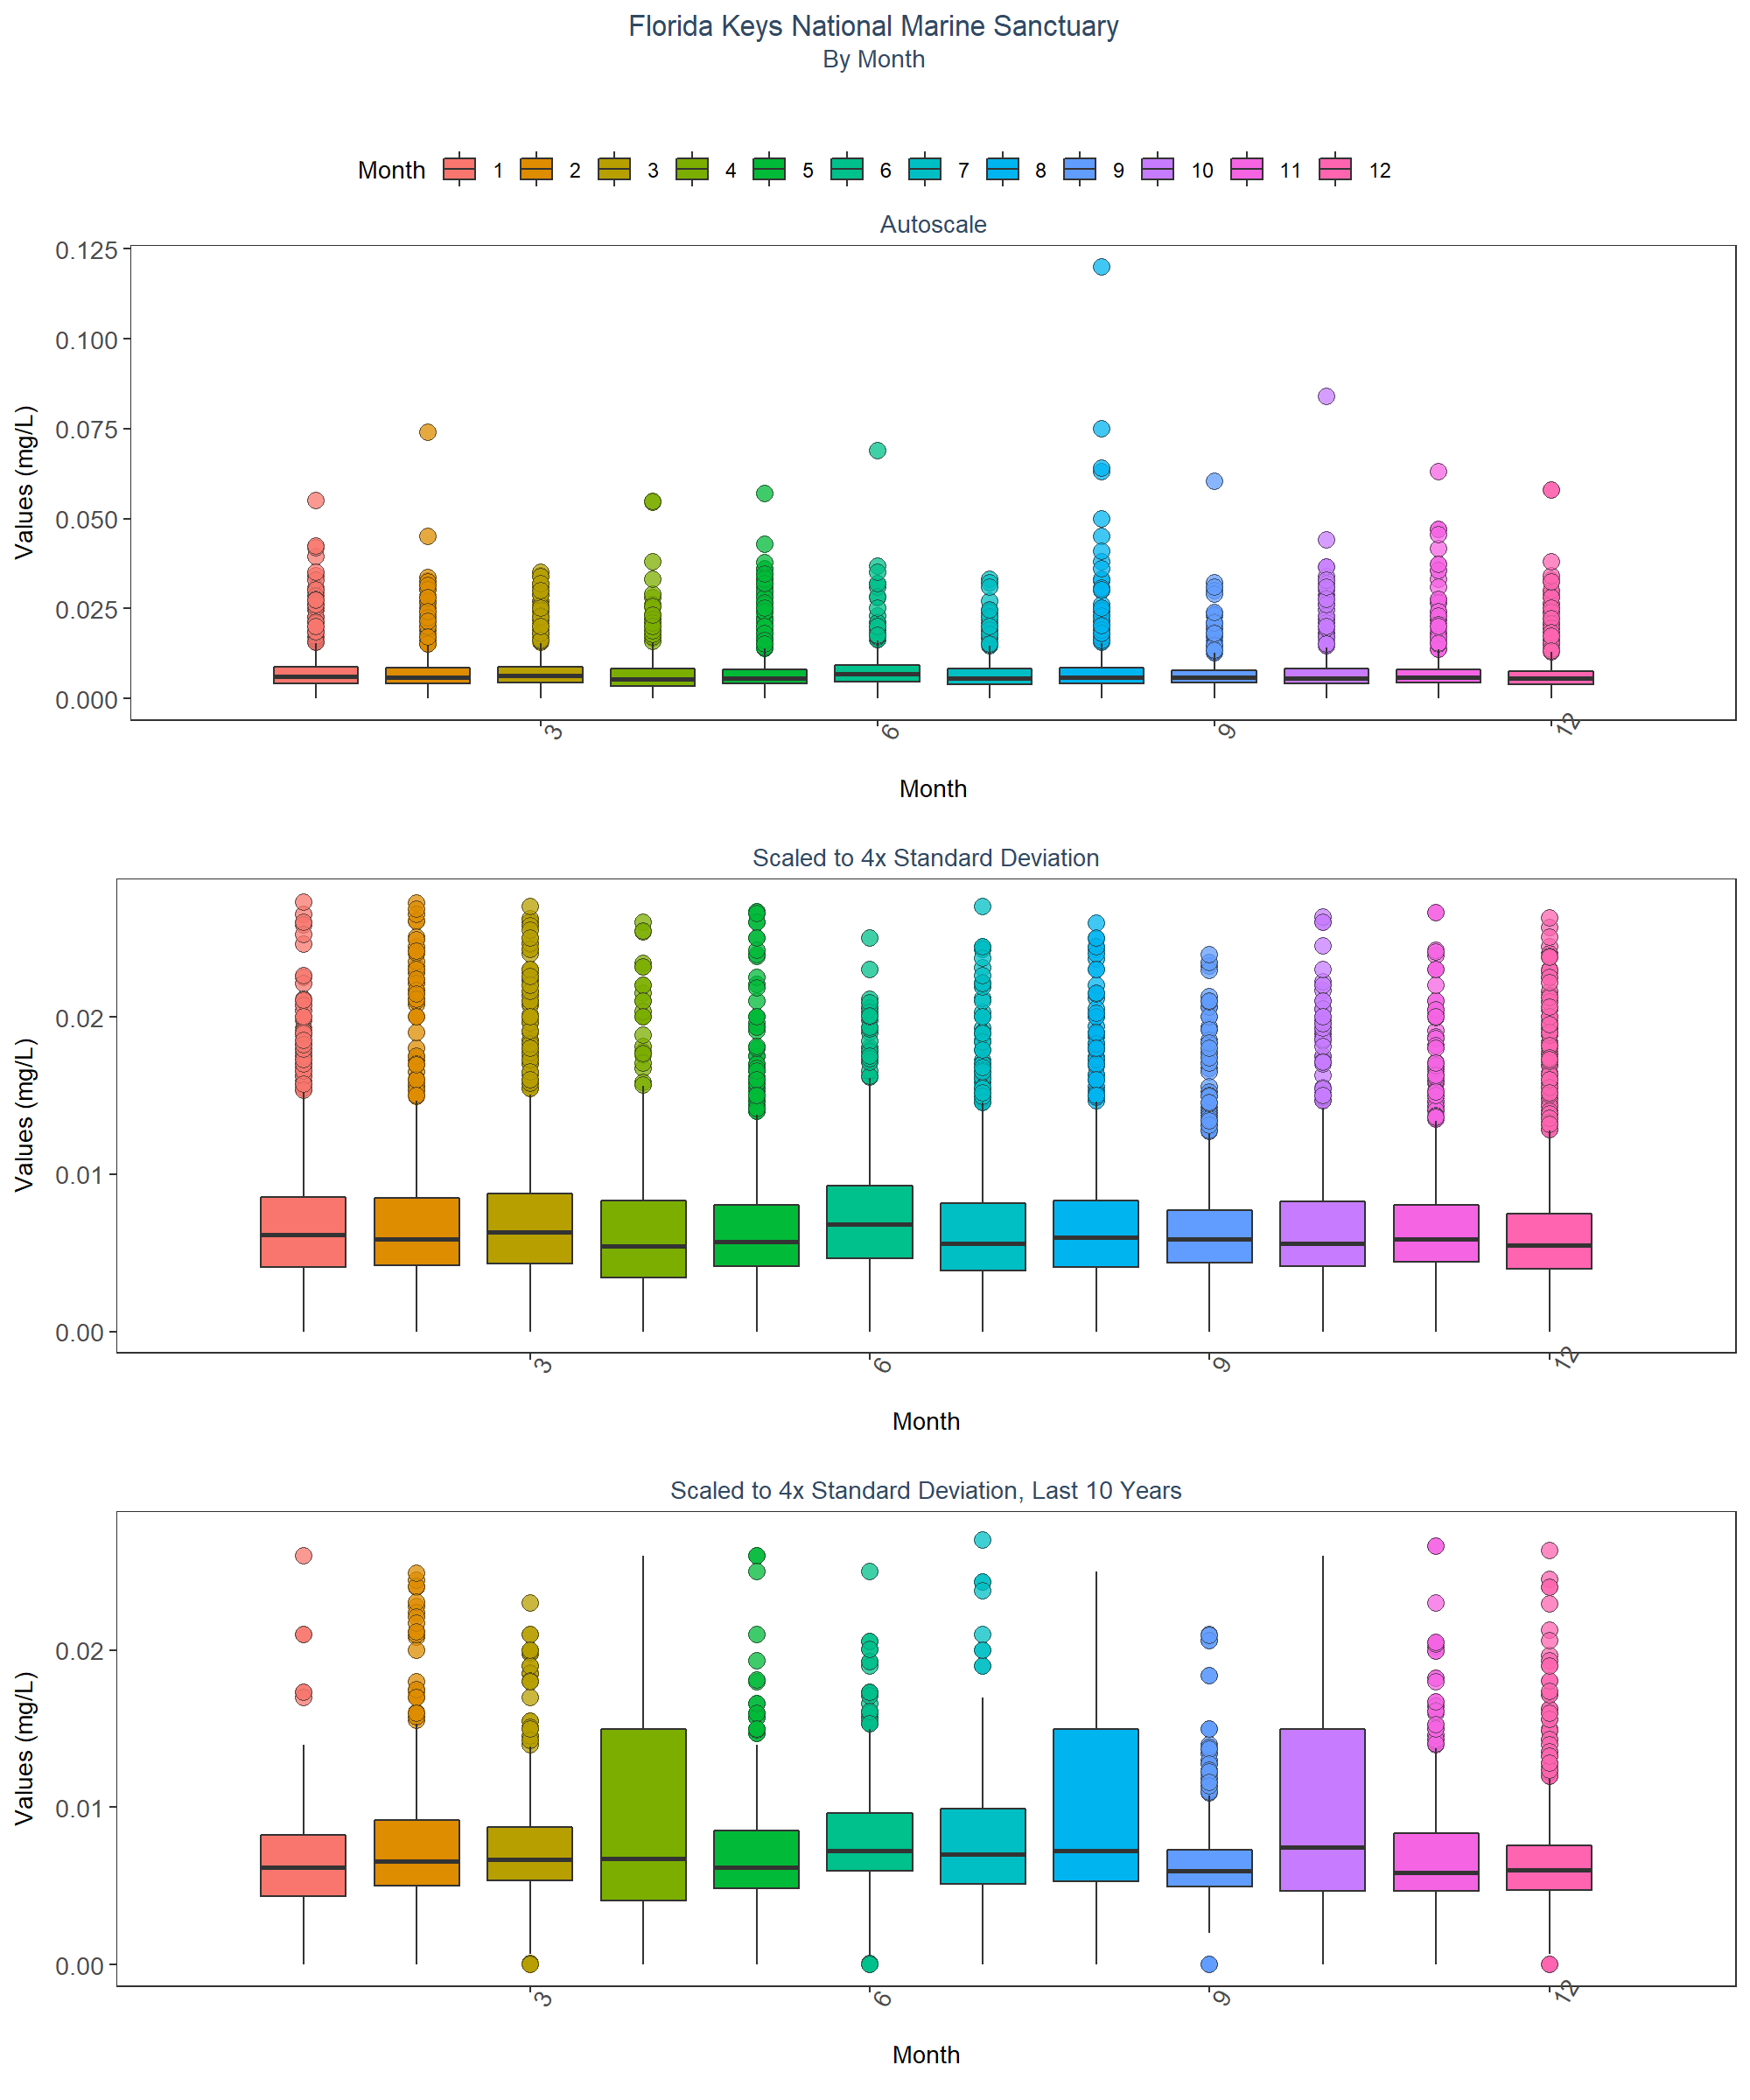 Florida Keys National Marine Sanctuary
By Month
Month 1 2 3 4 5 6 7 8 9 10 11 12
Autoscale
Values (mg/L)
0.125
0.100
0.075
0.050
0.025
0.000
3 6 9 12
Month
Scaled to 4x Standard Deviation
Values (mg/L)
0.02
0.01
0.00
3 6 9 12
Month
Scaled to 4x Standard Deviation, Last 10 Years
Values (mg/L)
0.02
0.01
0.00
3 6 9 12
Month